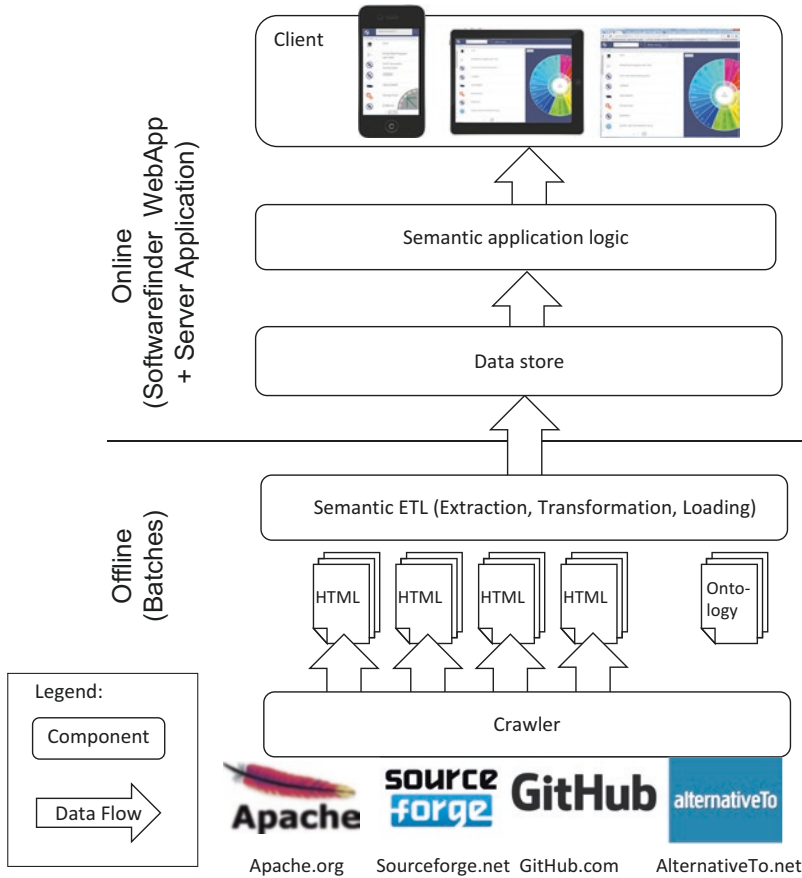 Client
Online
(Softwarefinder WebApp
+ Server Application)
Semantic application logic
Data store
Offline
(Batches)
Semantic ETL (Extraction, Transformation, Loading)
HTML
HTML
HTML
HTML
Onto-
logy
Crawler
Legend:
Component
Data Flow
Apache
source
forge
GitHub
alternativeTo
Apache.org
Sourceforge.net
GitHub.com
AlternativeTo.net